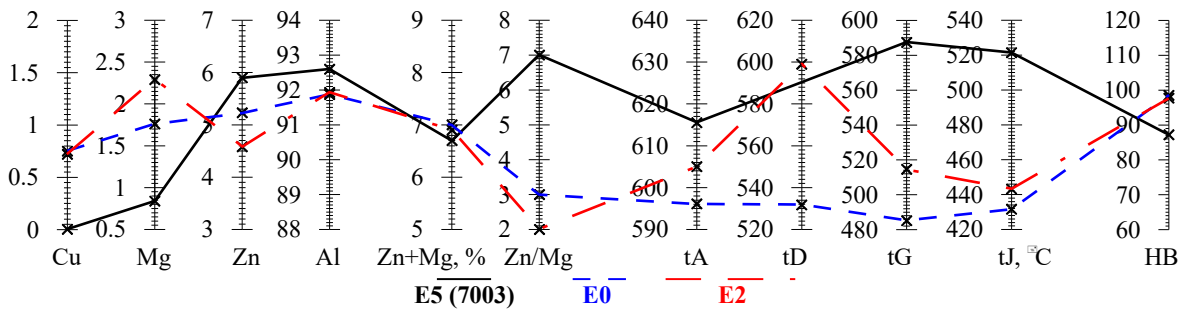 2 3 7 94 9 8 640 620 600 540 120
93 7 580 520 110
2.5 630 600
1.5 6 8
92 6 560 500 100
2 620 580
1 5 91 7 5 540 480 90
1.5 610 560
90 4 520 460 80
0.5 4 6
1 600 540
89 3 500 440 70
0 0.5 3 88 5 2 590 520 480 420 60
Cu Mg Zn Al Zn+Mg, % Zn/Mg tA tD tG tJ, C HB
E5 (7003) E0 E2